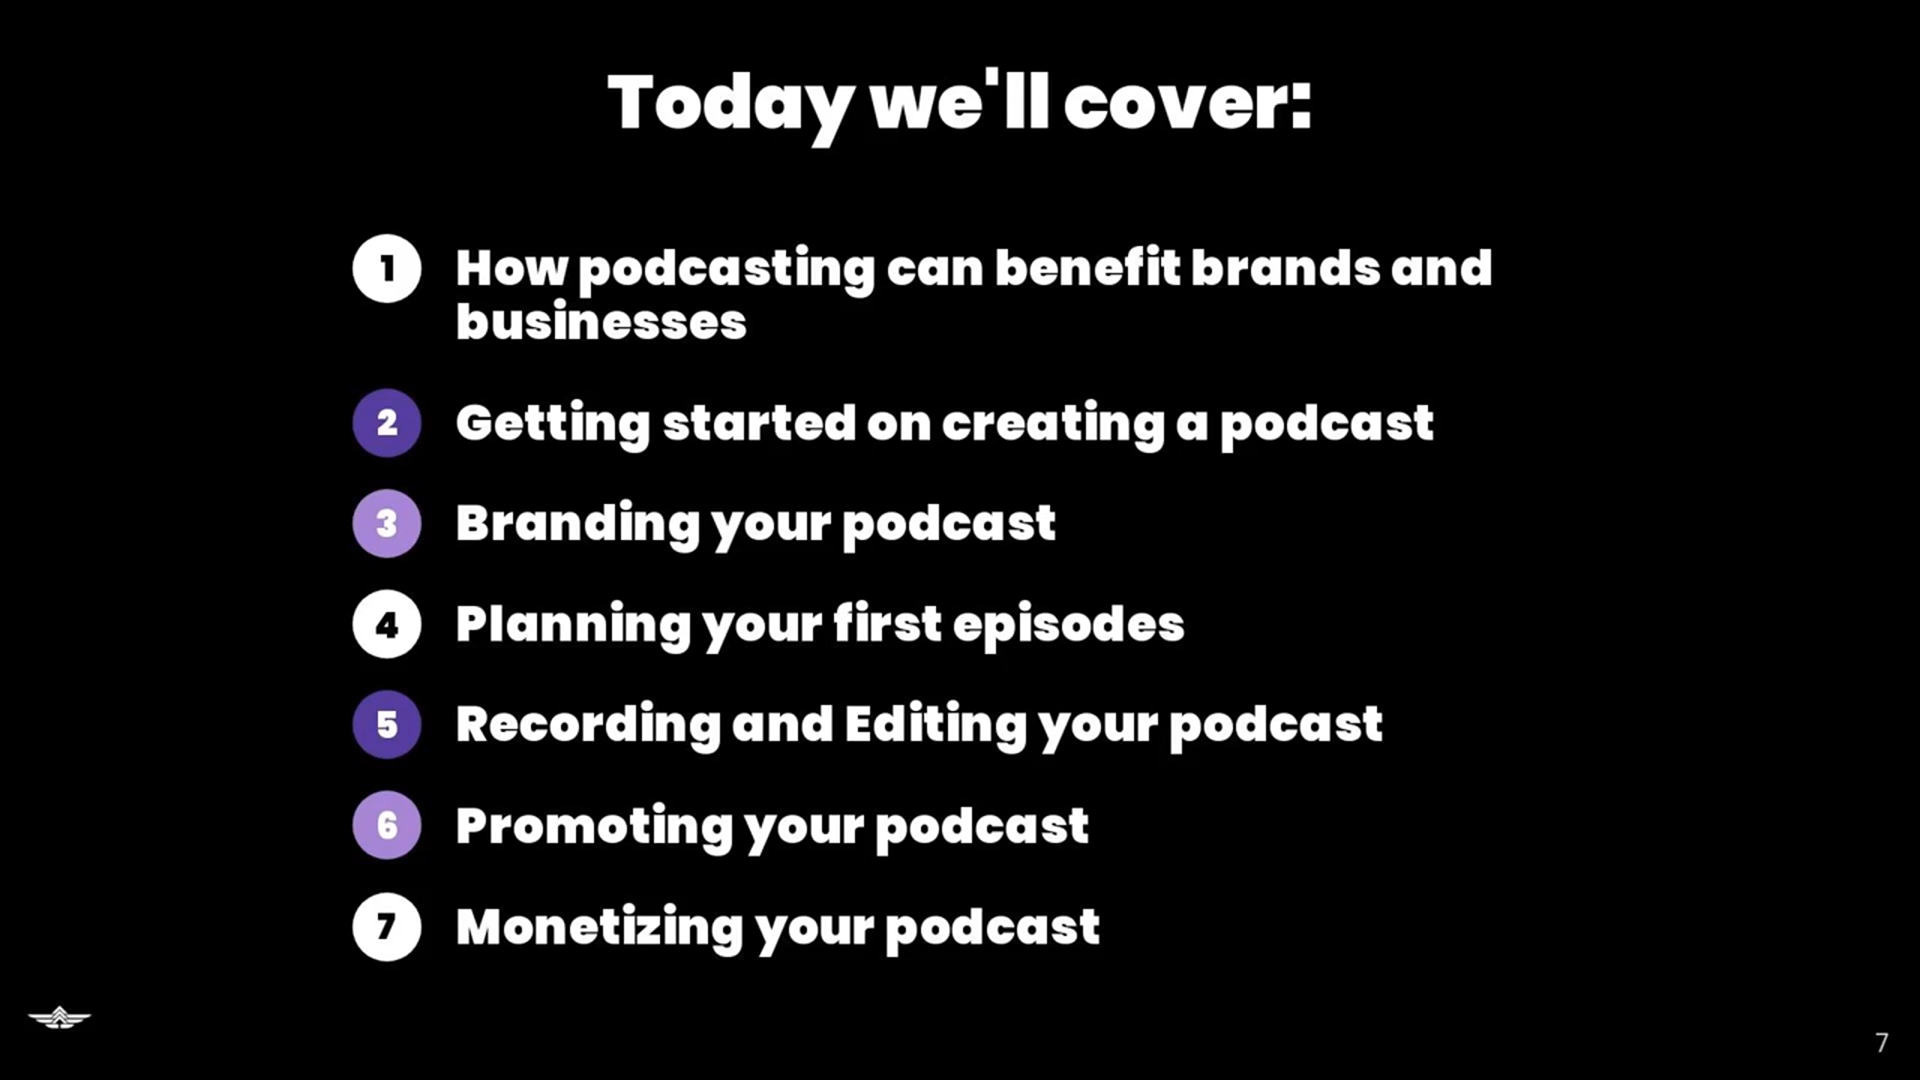 Today we'll cover:
1 How podcasting can benefit brands and
businesses
2 Getting started on creating a podcast
3 Branding your podcast
4 Planning your first episodes
5 Recording and Editing your podcast
6 Promoting your podcast
7 Monetizing your podcast
7